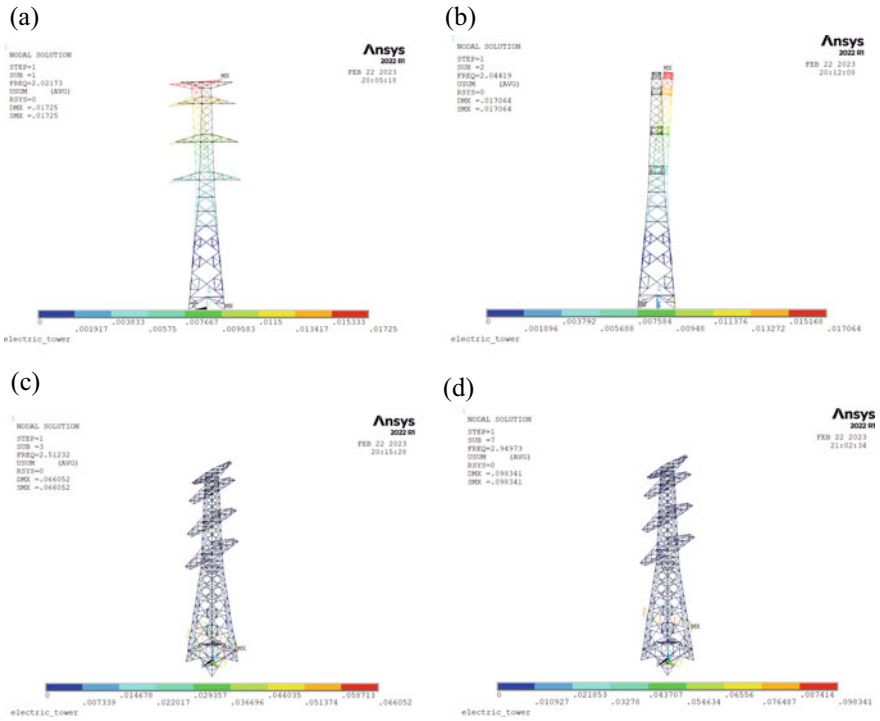 (a)
1
NODAL SOLUTION
STEP=1
SUB =1
FREQ=2.02173
USUM (AVG)
RSYS=0
DMX =.01725
SMX =.01725
Ansys
2022 R1
FEB 22 2023
20:05:18
MX
MN
0 .001917 .003833 .00575 .007667 .009583 .0115 .013417 .015333 .01725
electric_tower
(b)
1
NODAL SOLUTION
STEP=1
SUB =2
FREQ=2.04419
USUM (AVG)
RSYS=0
DMX =.017064
SMX =.017064
Ansys
2022 R1
FEB 22 2023
20:12:08
MX
0 .001896 .003792 .005688 .007584 .00948 .011376 .013272 .015168 .017064
electric_tower
(c)
1
NODAL SOLUTION
STEP=1
SUB =3
FREQ=2.51232
USUM (AVG)
RSYS=0
DMX =.066052
SMX =.066052
Ansys
2022 R1
FEB 22 2023
20:15:28
MX
0 .007339 .014678 .022017 .029357 .036696 .044035 .051374 .058713 .066052
electric_tower
(d)
1
NODAL SOLUTION
STEP=1
SUB =7
FREQ=2.94973
USUM (AVG)
RSYS=0
DMX =.098341
SMX =.098341
Ansys
2022 R1
FEB 22 2023
21:02:34
MX
0 .010927 .021853 .03278 .043707 .054634 .06556 .076487 .087414 .098341
electric_tower